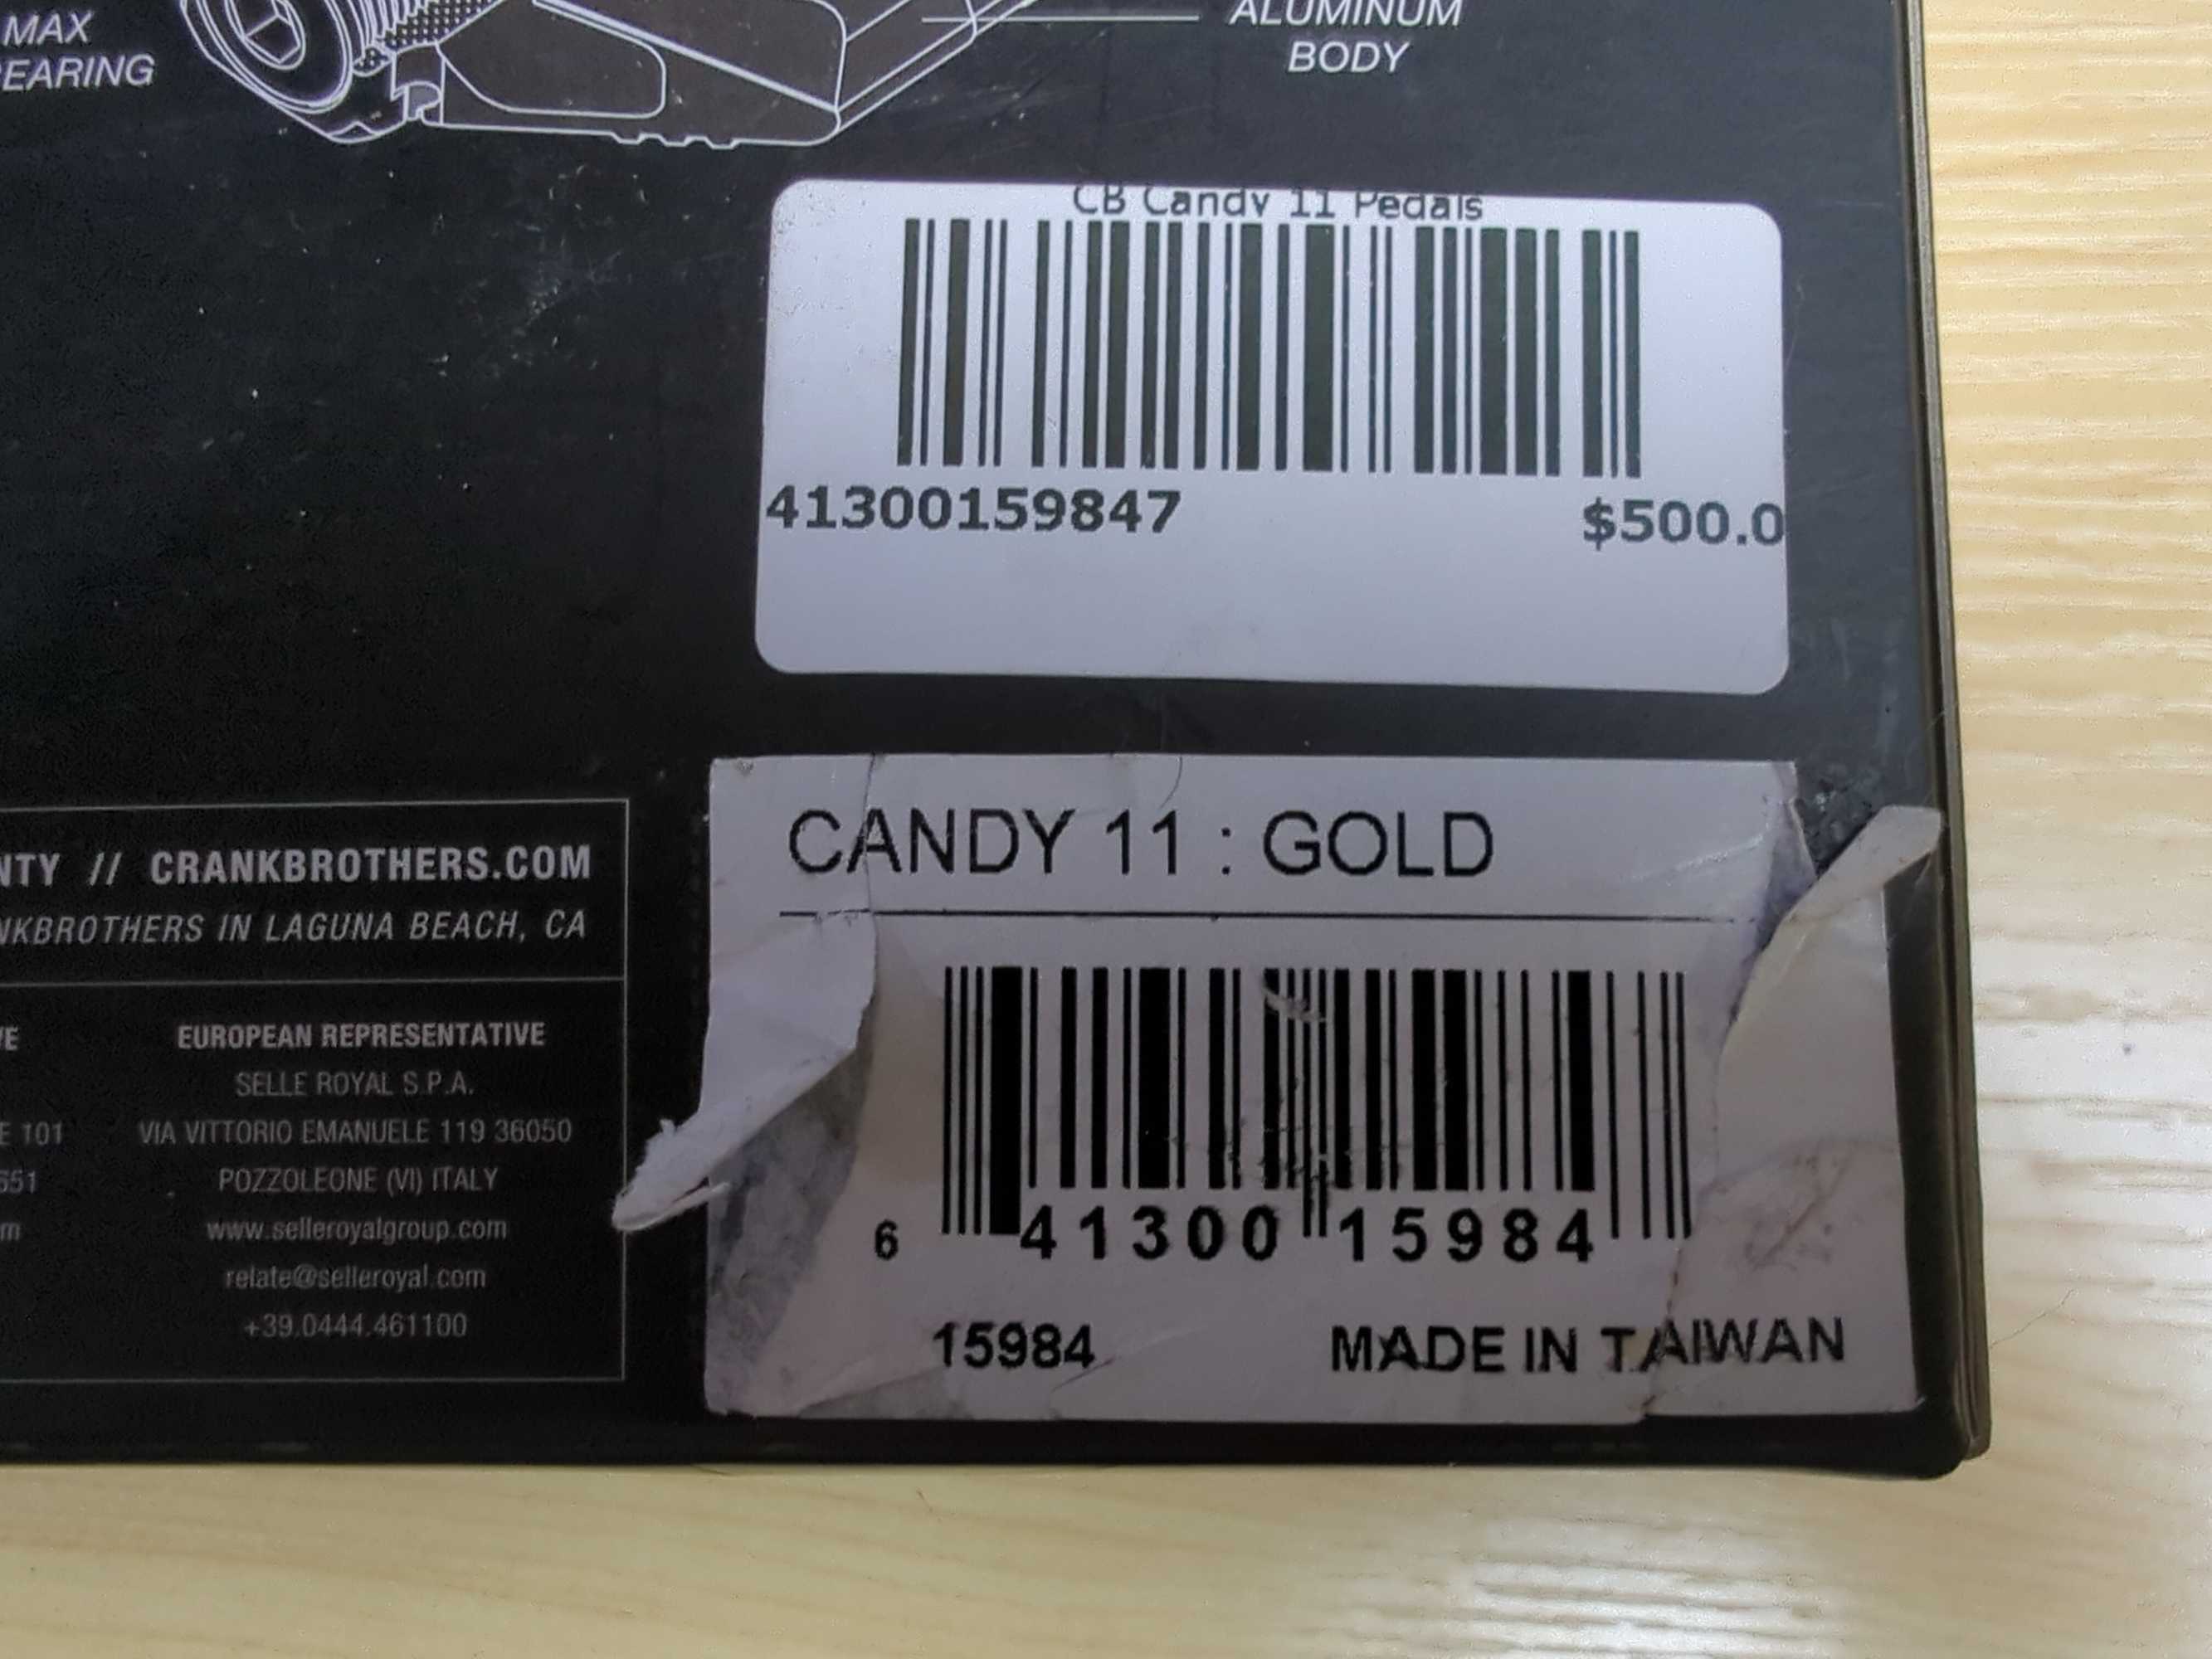 MAX
EARING
ALUMINUM
BODY
CB Candy 11 Pedals
41300159847
$500.0
CANDY 11 : GOLD
6 41300 15984
15984
MADE IN TAIWAN
NTY // CRANKBROTHERS.COM
NKBROTHERS IN LAGUNA BEACH, CA
E 101
651
m
EUROPEAN REPRESENTATIVE
SELLE ROYAL S.P.A.
VIA VITTORIO EMANUELE 119 36050
POZZOLEONE (VI) ITALY
www.selleroyalgroup.com
relate@selleroyal.com
+39.0444.461100